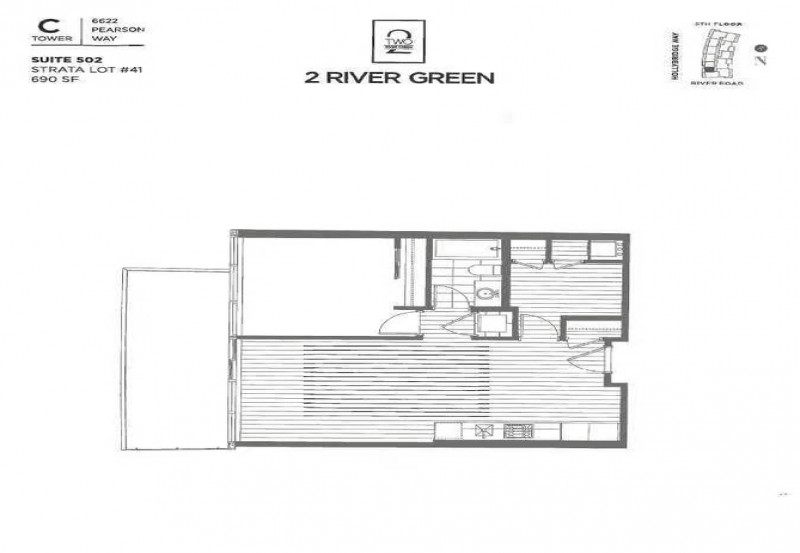 C
TOWER
6622
PEARSON
WAY
SUITE 502
STRATA LOT #41
690 SF
2
TWO
2 RIVER GREEN
5TH FLOOR
HOLLYBRIDGE WAY
RIVER ROAD
N